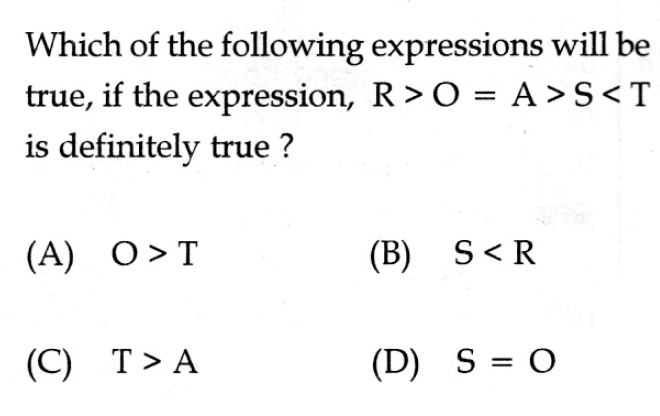 Which of the following expressions will be
true, if the expression, R > O = A > S < T
is definitely true ?
(A) O > T (B) S < R
(C) T > A (D) S = O